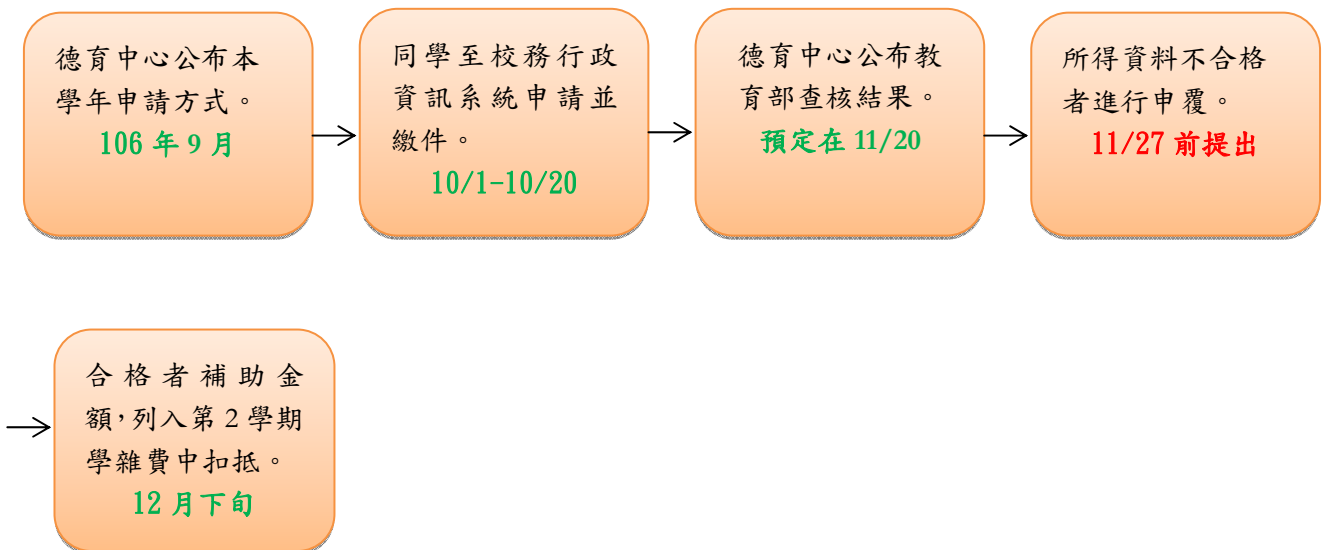 德育中心公布本
學年申請方式。
106 年 9 月
同學至校務行政
資訊系統申請並
繳件。
10/1-10/20
德育中心公布教
育部查核結果。
預定在 11/20
所得資料不合格
者進行申覆。
11/27 前提出
合格者補助金
額，列入第 2 學期
學雜費中扣抵。
12 月下旬